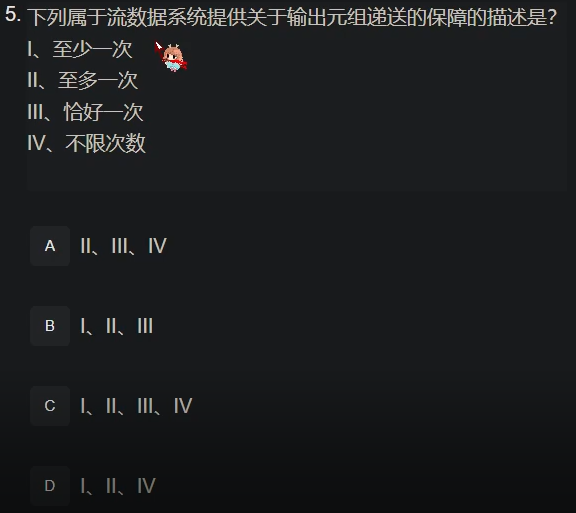 5. 下列属于流数据系统提供关于输出元组递送的保障的描述是？
I、至少一次
II、至多一次
III、恰好一次
IV、不限次数
A II、III、IV
B I、II、III
C I、II、III、IV
D I、II、IV